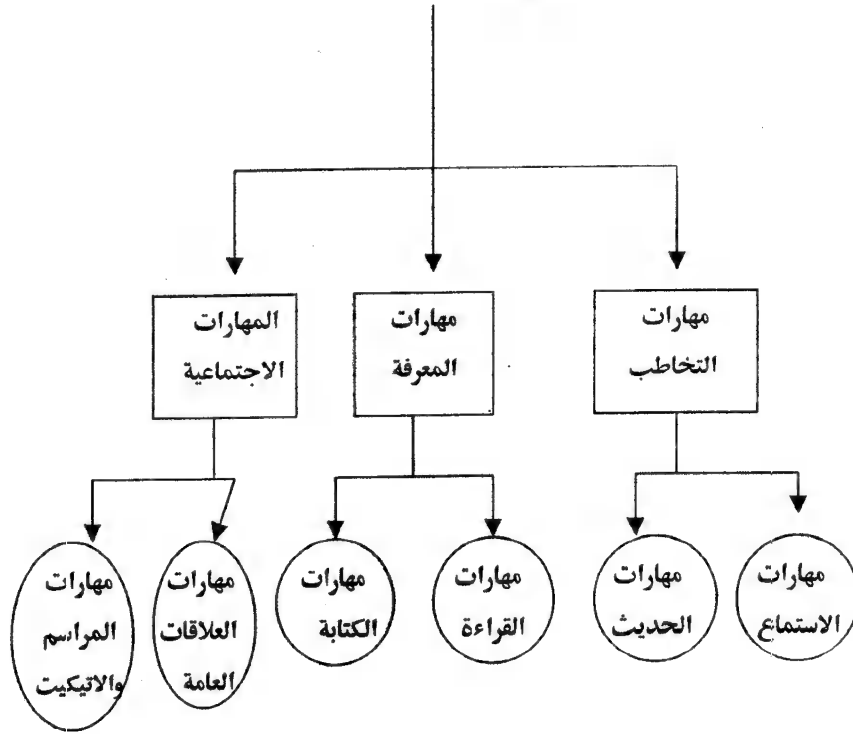 مهارات
التخاطب
مهارات
المعرفة
المهارات
الاجتماعية
مهارات
الاستماع
مهارات
الحديث
مهارات
القراءة
مهارات
الكتابة
مهارات
العلاقات
العامة
مهارات
المراسم
والاتيكيت